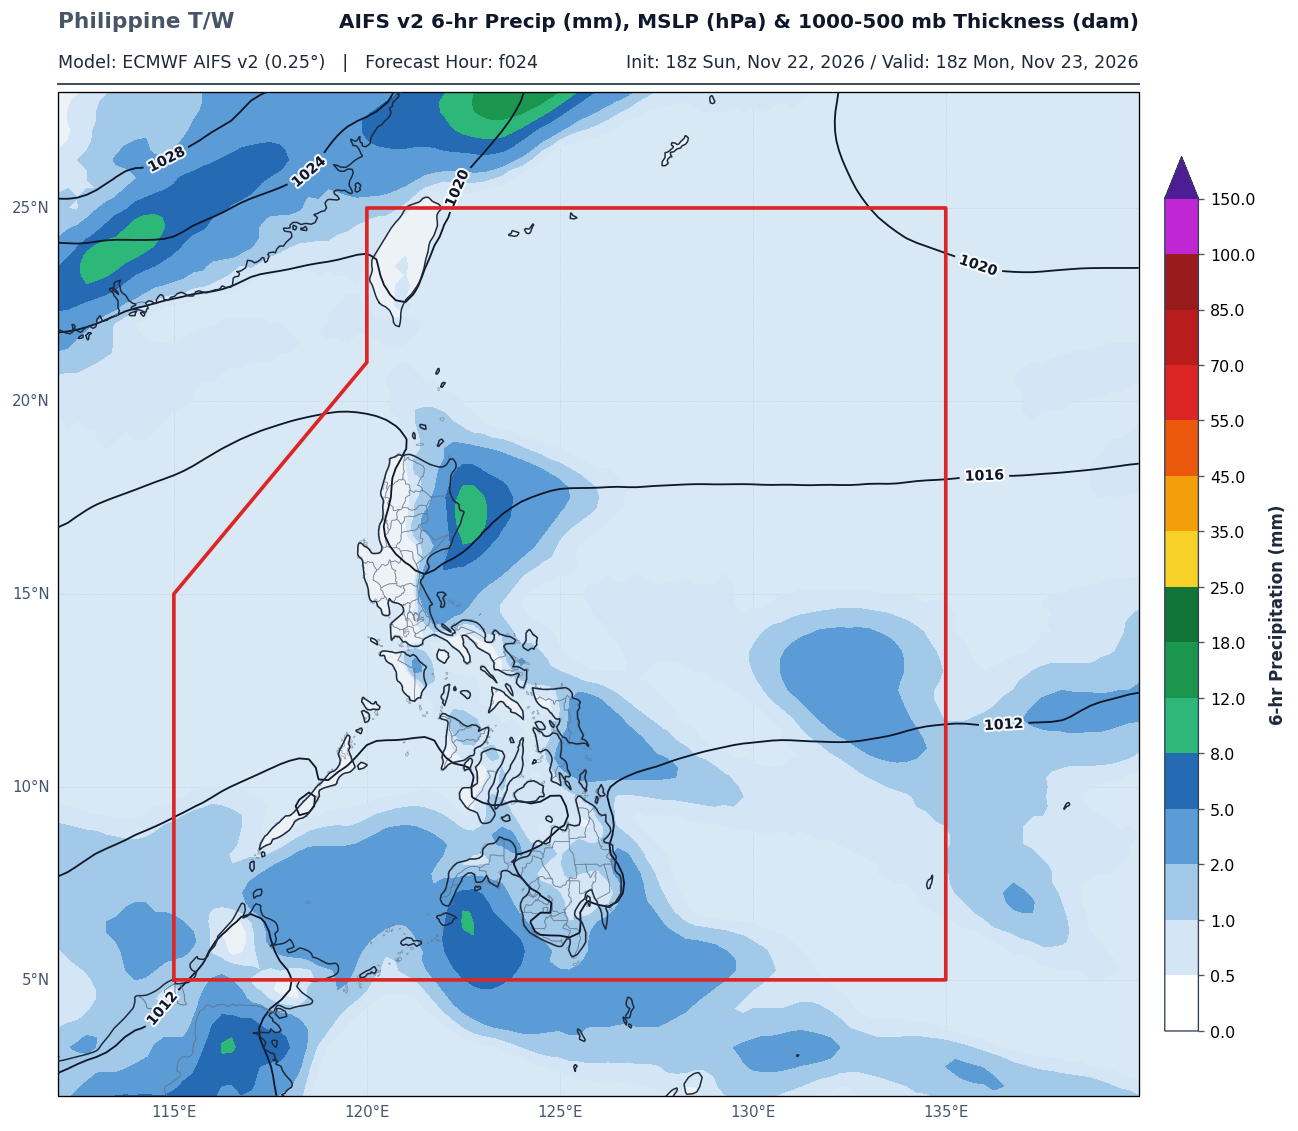 Philippine T/W
AIFS v2 6-hr Precip (mm), MSLP (hPa) & 1000-500 mb Thickness (dam)
Model: ECMWF AIFS v2 (0.25°) | Forecast Hour: f024
Init: 18z Sun, Nov 22, 2026 / Valid: 18z Mon, Nov 23, 2026
1028
1024
1020
1020
1016
1012
1012
25°N
20°N
15°N
10°N
5°N
115°E
120°E
125°E
130°E
135°E
150.0
100.0
85.0
70.0
55.0
45.0
35.0
25.0
18.0
12.0
8.0
5.0
2.0
1.0
0.5
0.0
6-hr Precipitation (mm)